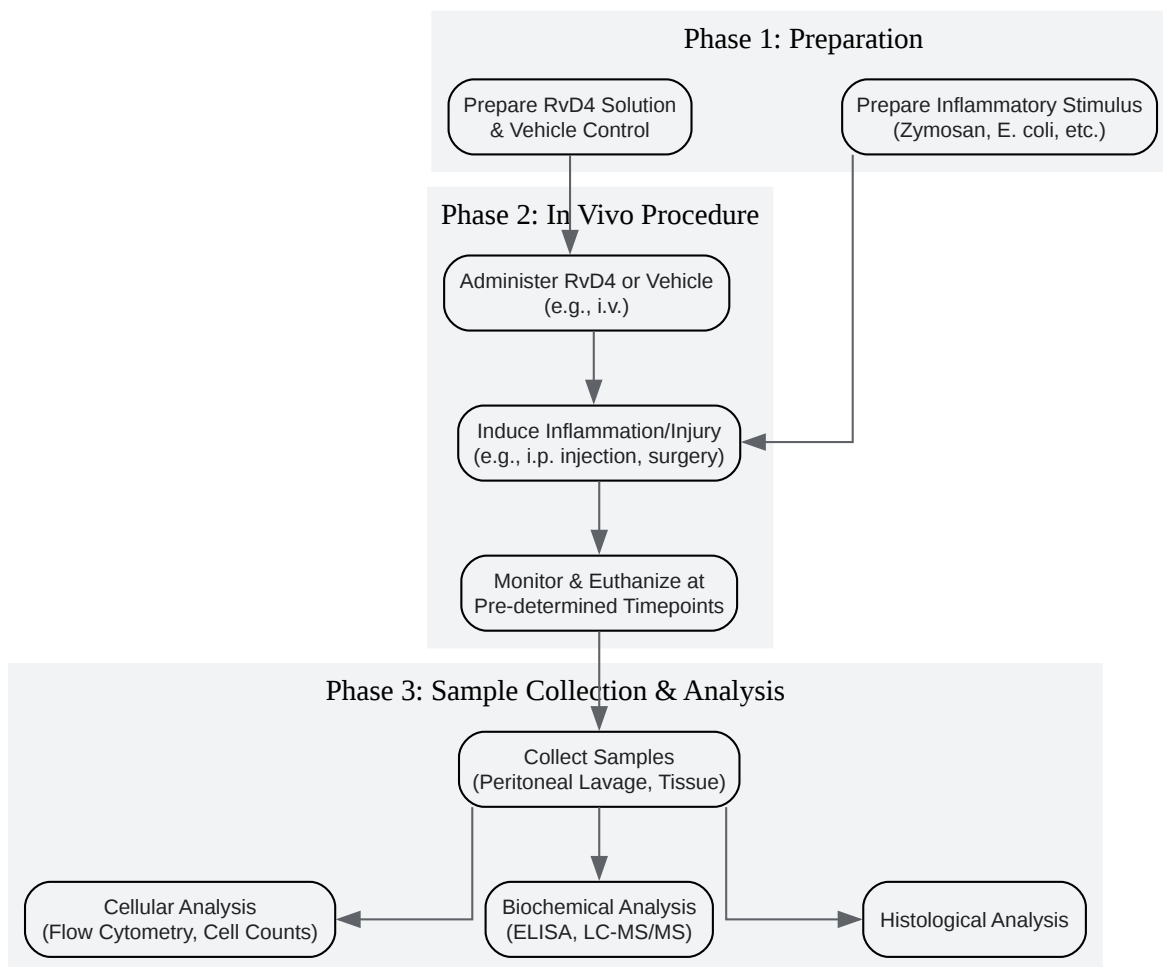 Phase 1: Preparation
Prepare RvD4 Solution
& Vehicle Control
Prepare Inflammatory Stimulus
(Zymosan, E. coli, etc.)
Phase 2: In Vivo Procedure
Administer RvD4 or Vehicle
(e.g., i.v.)
Induce Inflammation/Injury
(e.g., i.p. injection, surgery)
Monitor & Euthanize at
Pre-determined Timepoints
Phase 3: Sample Collection & Analysis
Collect Samples
(Peritoneal Lavage, Tissue)
Cellular Analysis
(Flow Cytometry, Cell Counts)
Biochemical Analysis
(ELISA, LC-MS/MS)
Histological Analysis